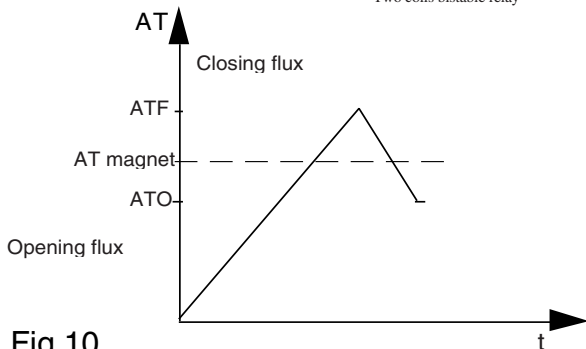 Two coils bistable relay
AT
Closing flux
ATF
AT magnet
ATO
Opening flux
Fig 10
t